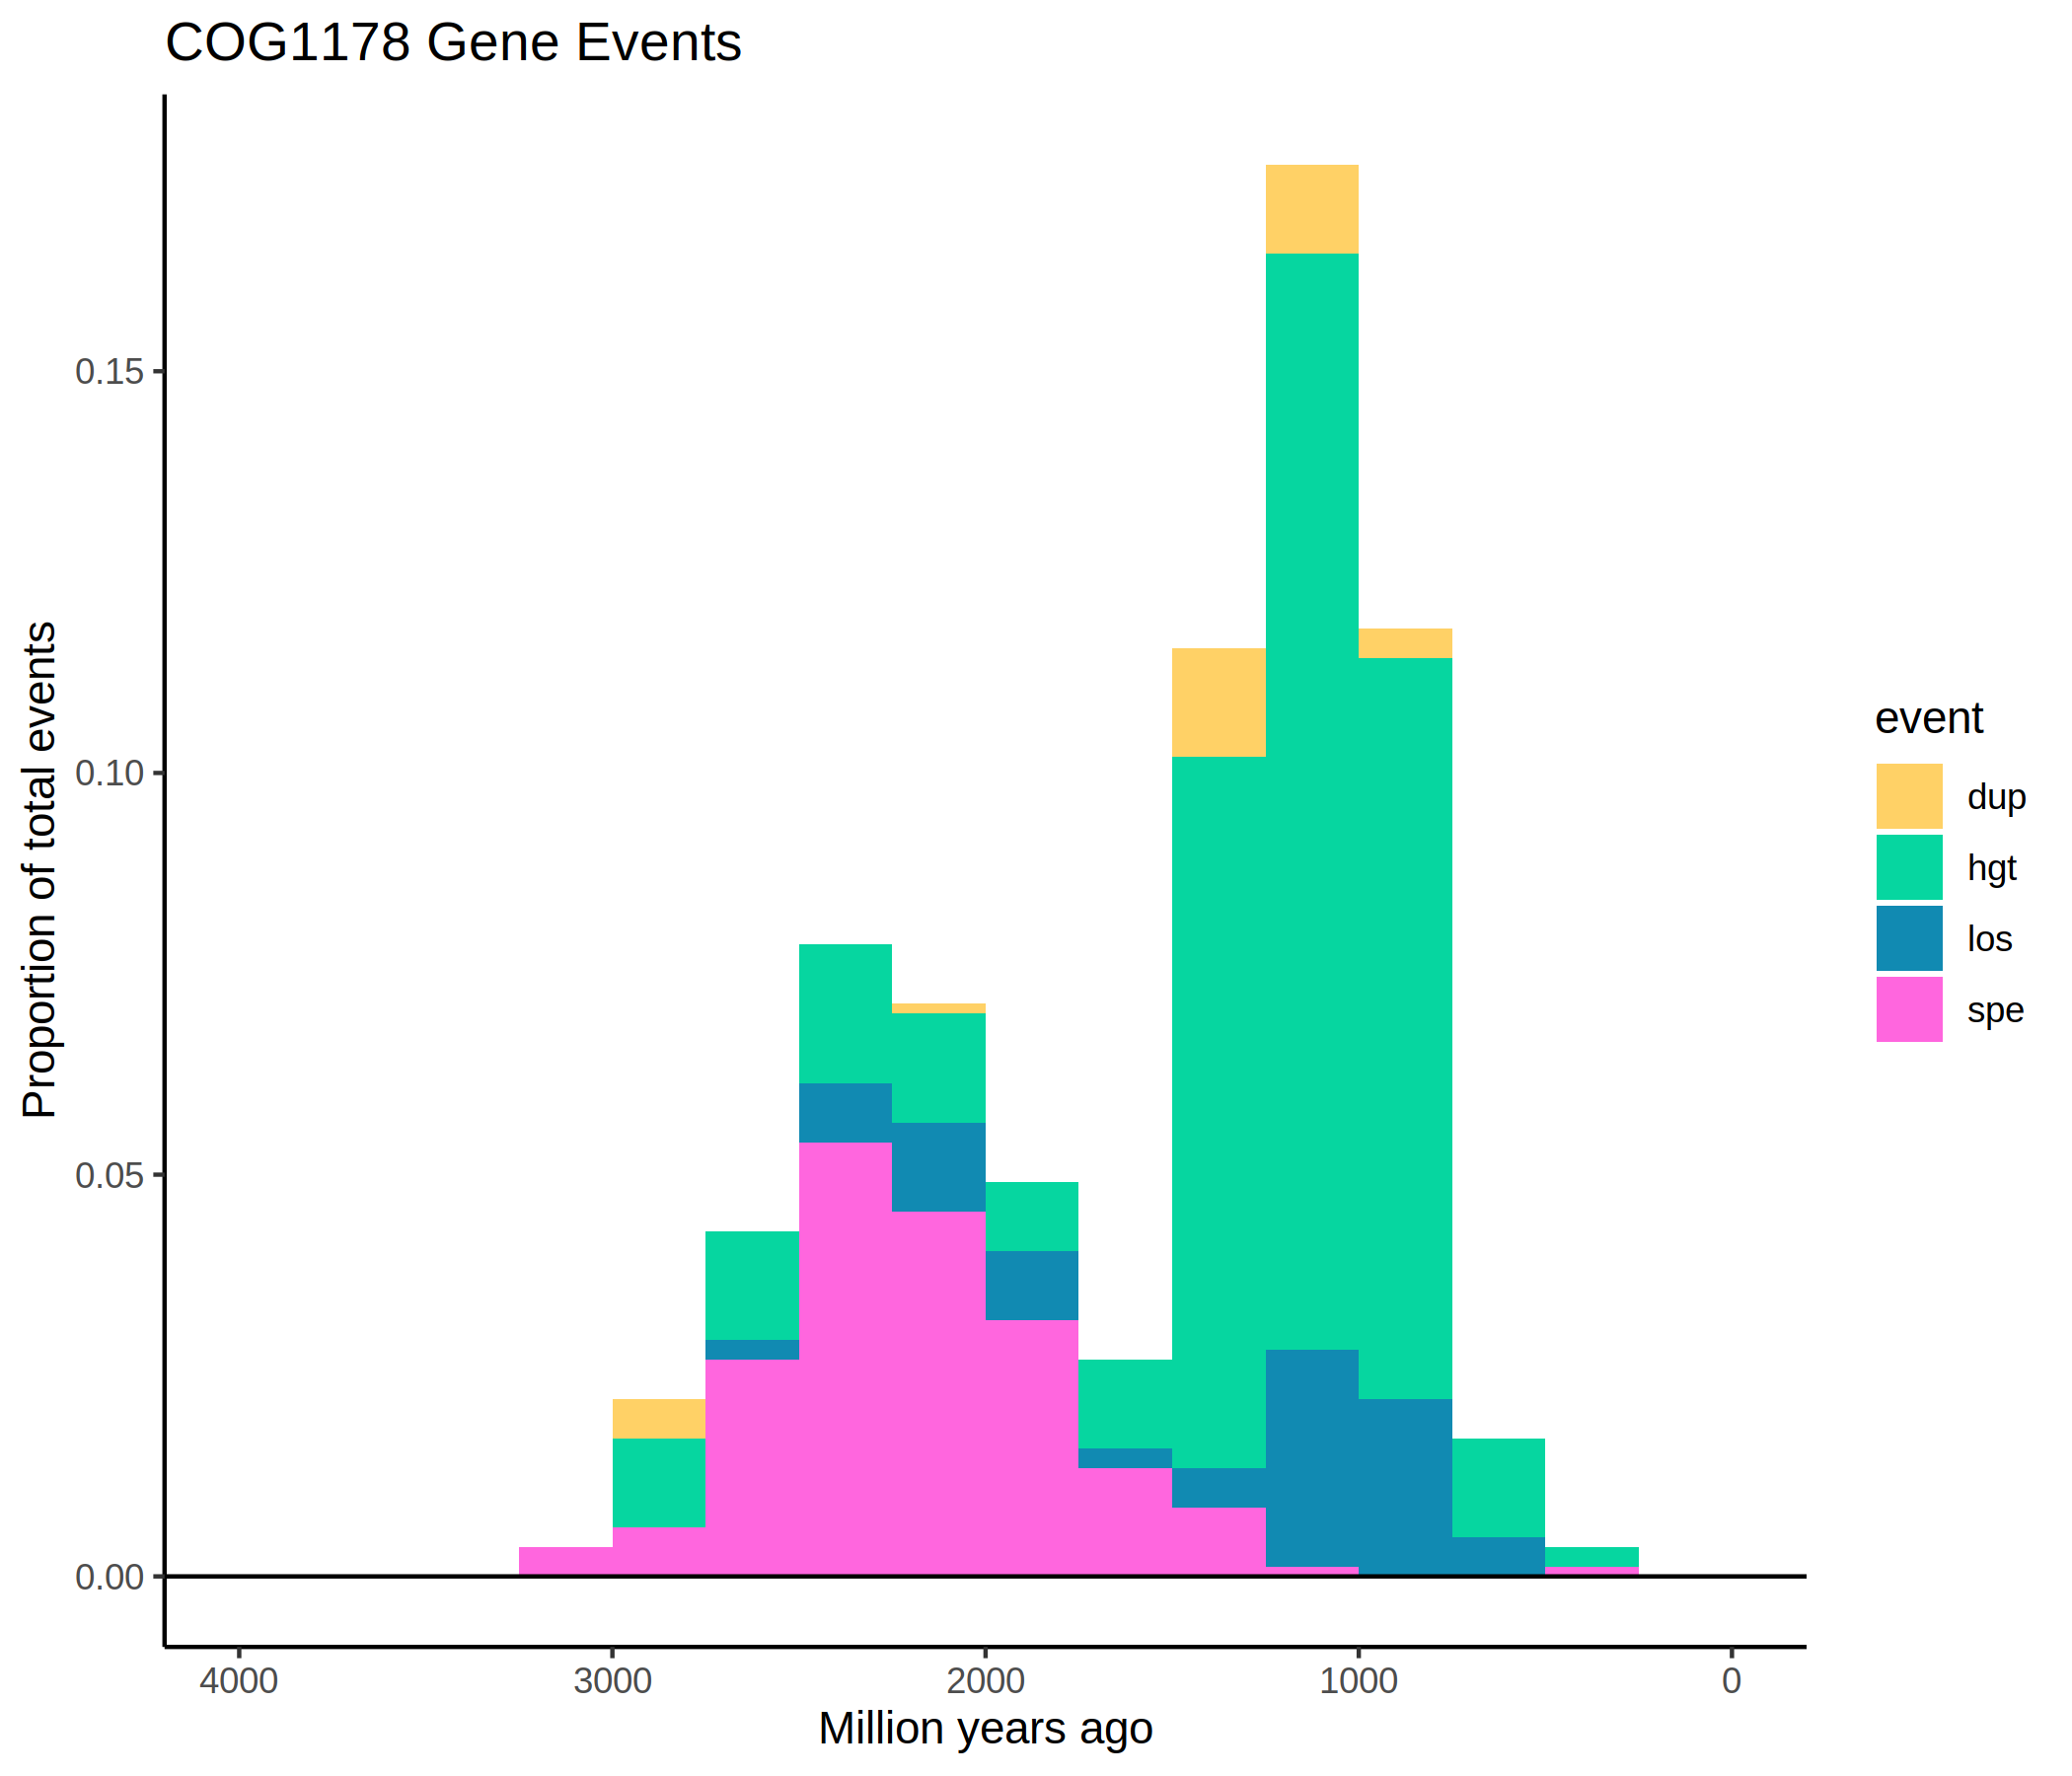 COG1178 Gene Events
Proportion of total events
0.15
0.10
0.05
0.00
4000 3000 2000 1000 0
Million years ago
event
dup
hgt
los
spe